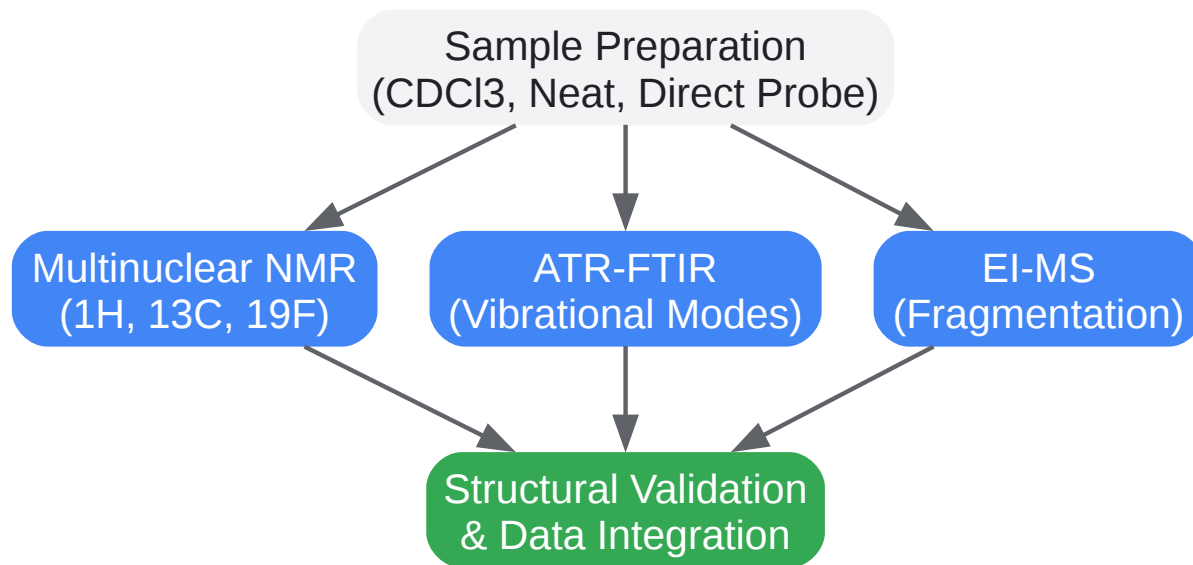 Sample Preparation
(CDCl3, Neat, Direct Probe)
Multinuclear NMR
(1H, 13C, 19F)
ATR-FTIR
(Vibrational Modes)
EI-MS
(Fragmentation)
Structural Validation
& Data Integration